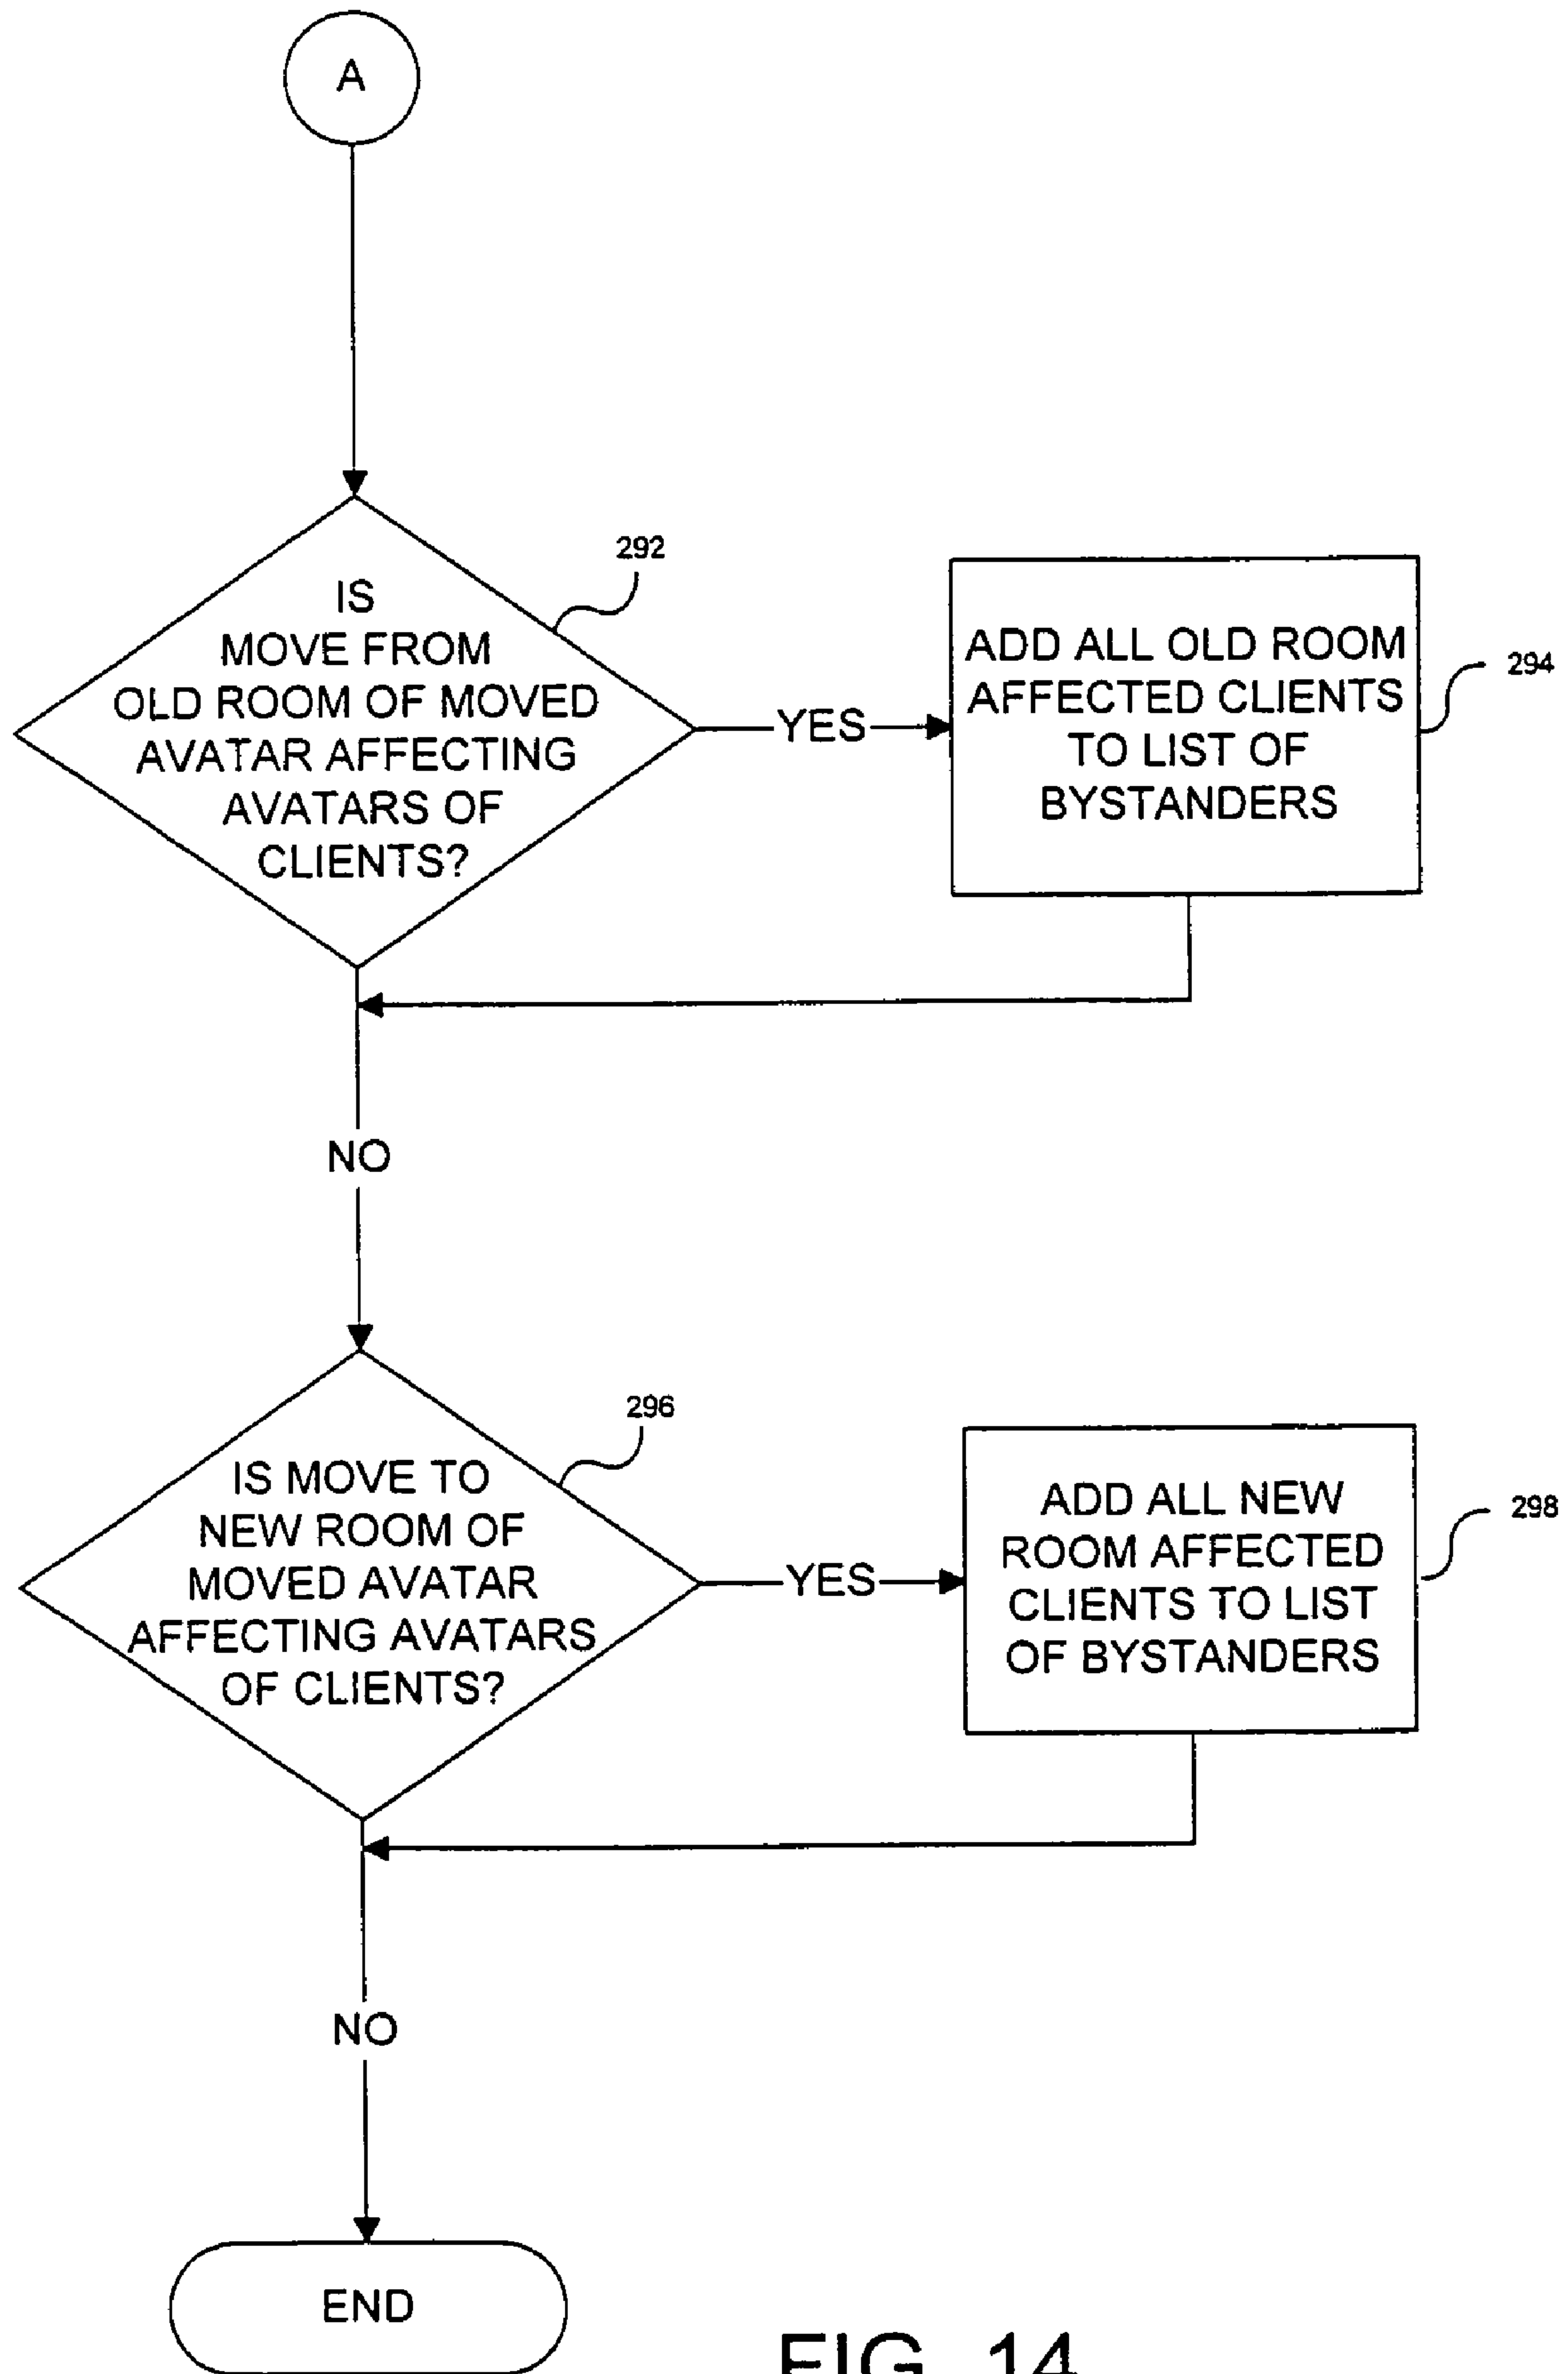 A
292
IS
MOVE FROM
OLD ROOM OF MOVED
AVATAR AFFECTING
AVATARS OF
CLIENTS?
YES
ADD ALL OLD ROOM
AFFECTED CLIENTS
TO LIST OF
BYSTANDERS
294
NO
296
IS MOVE TO
NEW ROOM OF
MOVED AVATAR
AFFECTING AVATARS
OF CLIENTS?
YES
ADD ALL NEW
ROOM AFFECTED
CLIENTS TO LIST
OF BYSTANDERS
298
NO
END
FIG. 14